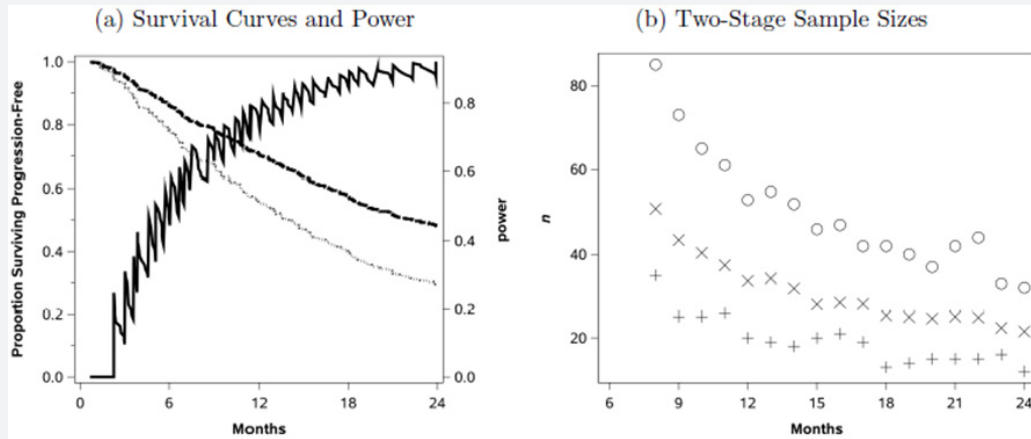 (a) Survival Curves and Power
(b) Two-Stage Sample Sizes
Proportion Surviving Progression-Free
1.0
0.8
0.6
0.4
0.2
0.0
0.8
0.6
0.4
0.2
0.0
power
0 6 12 18 24
Months
n
80
60
40
20
6 9 12 15 18 21 24
Months